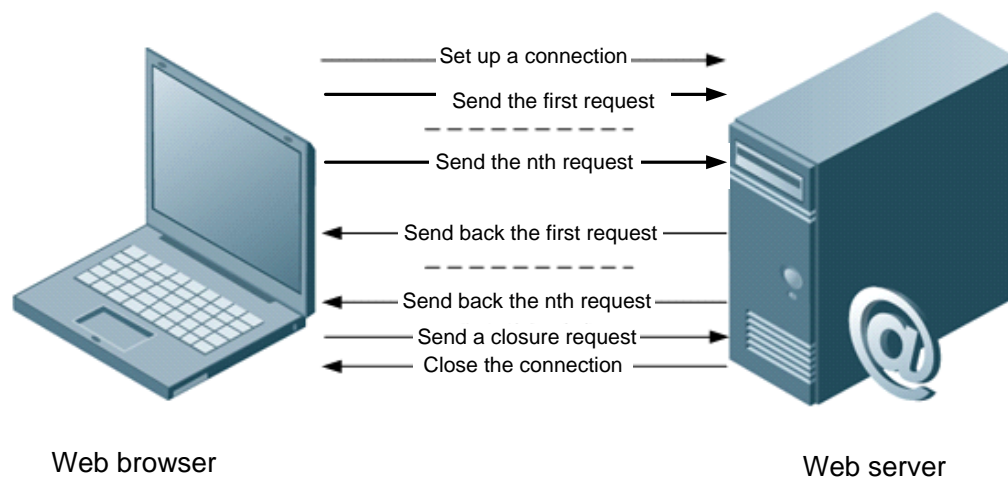 Set up a connection
Send the first request
Send the nth request
Send back the first request
Send back the nth request
Send a closure request
Close the connection
@
Web browser
Web server